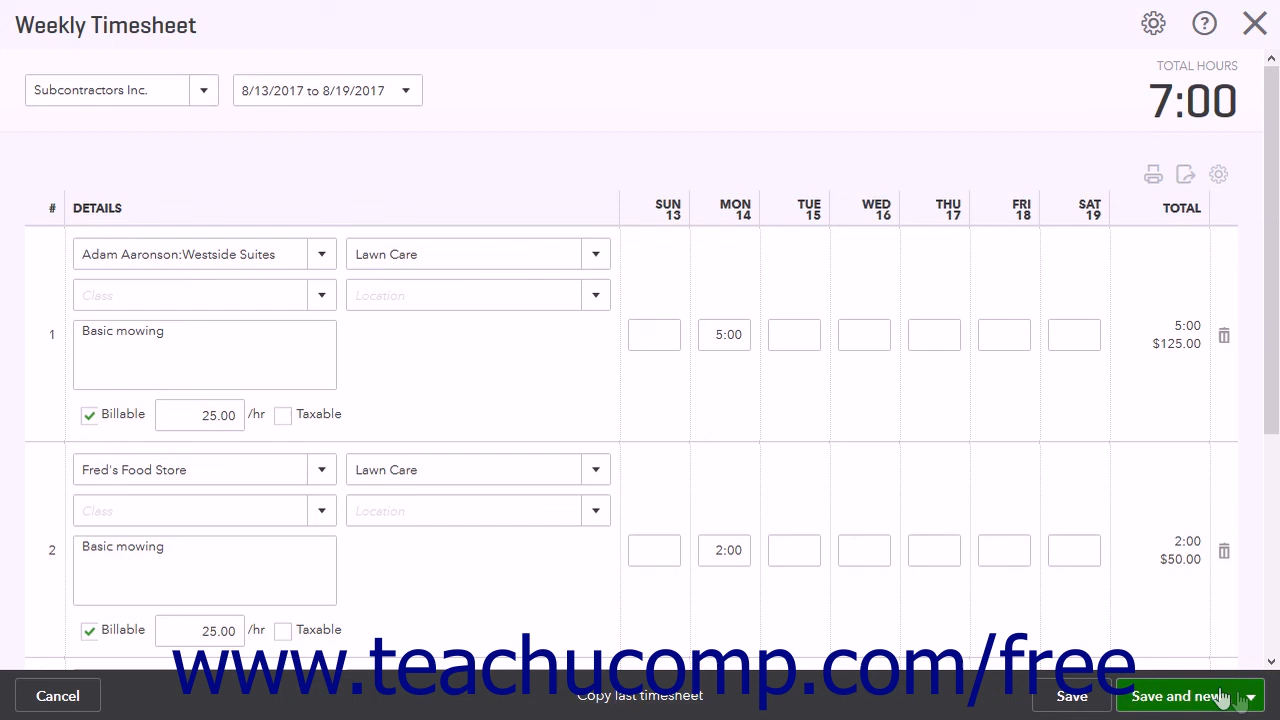 Weekly Timesheet
TOTAL HOURS
7:00
Subcontractors Inc.
8/13/2017 to 8/19/2017
# DETAILS SUN 13 MON 14 TUE 15 WED 16 THU 17 FRI 18 SAT 19 TOTAL
Adam Aaronson:Westside Suites Lawn Care
Class Location
1 Basic mowing 5:00 5:00
$125.00
Billable 25.00 /hr Taxable
Fred's Food Store Lawn Care
Class Location
2 Basic mowing 2:00 2:00
$50.00
Billable 25.00 /hr Taxable
www.teachucomp.com/free
Cancel Copy last timesheet Save Save and new